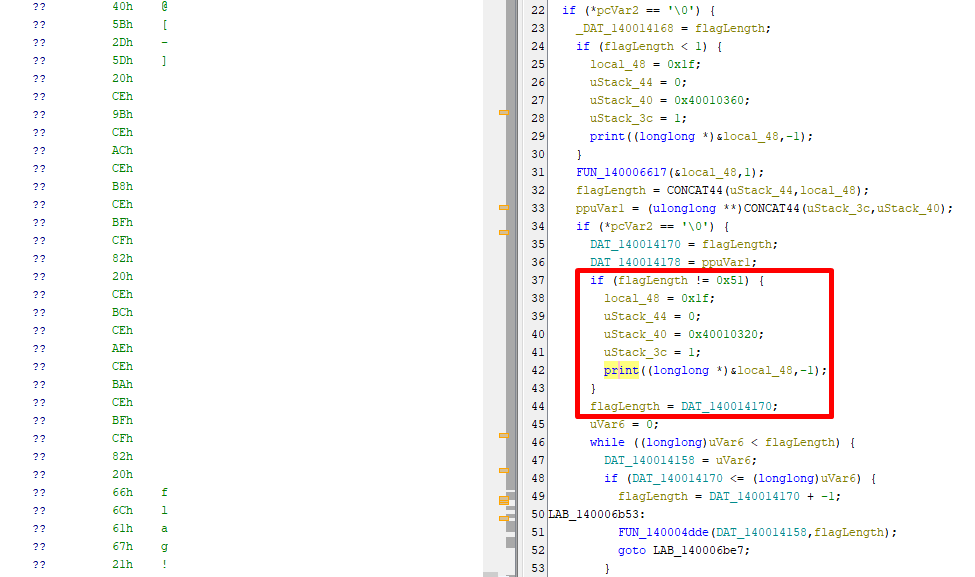 ?? 40h @
?? 5Bh [
?? 2Dh -
?? 5Dh ]
?? 20h
?? CEh
?? 9Bh
?? CEh
?? ACh
?? CEh
?? B8h
?? CEh
?? BFh
?? CFh
?? 82h
?? 20h
?? CEh
?? BCh
?? CEh
?? AEh
?? CEh
?? BAh
?? CEh
?? BFh
?? CFh
?? 82h
?? 20h
?? 66h f
?? 6Ch l
?? 61h a
?? 67h g
?? 21h !
22 if (*pcVar2 == '\0') {
23 _DAT_140014168 = flagLength;
24 if (flagLength < 1) {
25 local_48 = 0x1f;
26 uStack_44 = 0;
27 uStack_40 = 0x40010360;
28 uStack_3c = 1;
29 print((longlong *)&local_48,-1);
30 }
31 FUN_140006617(&local_48,1);
32 flagLength = CONCAT44(uStack_44,local_48);
33 ppuVar1 = (ulonglong **)CONCAT44(uStack_3c,uStack_40);
34 if (*pcVar2 == '\0') {
35 DAT_140014170 = flagLength;
36 DAT_140014178 = ppuVar1;
37 if (flagLength != 0x51) {
38 local_48 = 0x1f;
39 uStack_44 = 0;
40 uStack_40 = 0x40010320;
41 uStack_3c = 1;
42 print((longlong *)&local_48,-1);
43 }
44 flagLength = DAT_140014170;
45 uVar6 = 0;
46 while ((longlong)uVar6 < flagLength) {
47 DAT_140014158 = uVar6;
48 if (DAT_140014170 <= (longlong)uVar6) {
49 flagLength = DAT_140014170 + -1;
50 LAB_140006b53:
51 FUN_140004dde(DAT_140014158,flagLength);
52 goto LAB_140006be7;
53 }